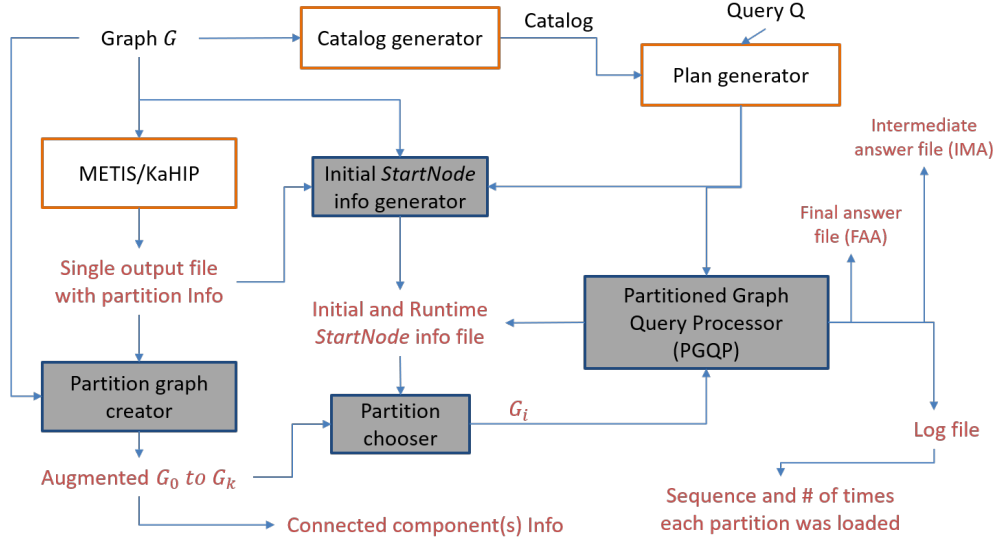 Query Q
Graph G
Catalog generator
Catalog
Plan generator
Intermediate
answer file (IMA)
METIS/KaHIP
Initial StartNode
info generator
Final answer
file (FAA)
Single output file
with partition Info
Initial and Runtime
StartNode info file
Partitioned Graph
Query Processor
(PGQP)
Partition graph
creator
Partition
chooser
Gᵢ
Log file
Augmented G₀ to Gₖ
Sequence and # of times
each partition was loaded
Connected component(s) Info